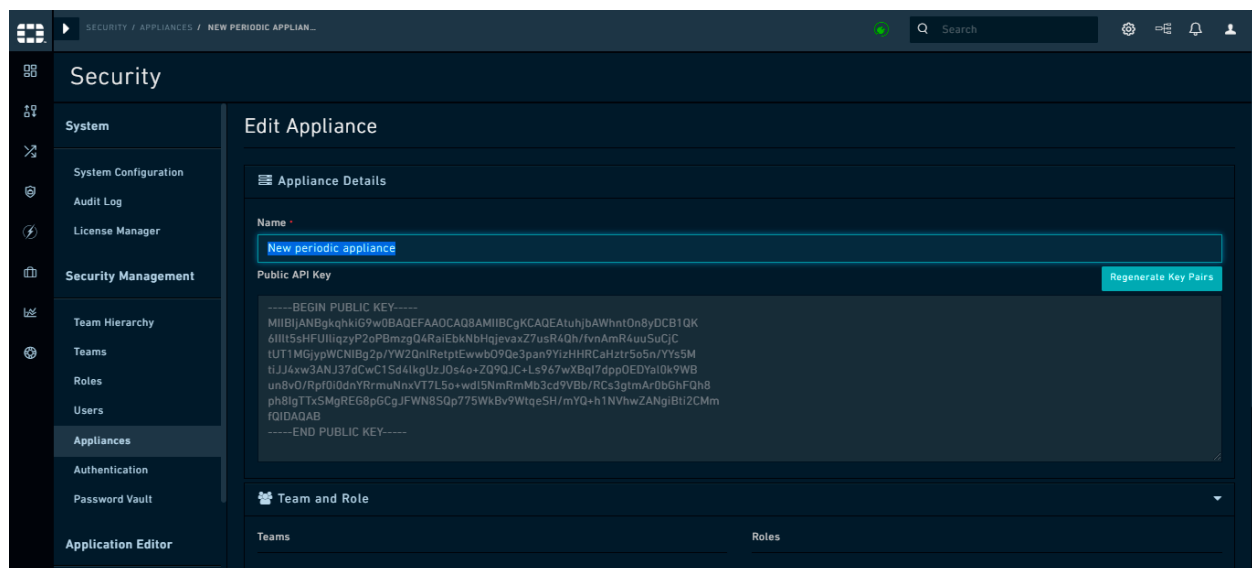 SECURITY / APPLIANCES / NEW PERIODIC APPLIAN...
Search
Security
System
System Configuration
Audit Log
License Manager
Security Management
Team Hierarchy
Teams
Roles
Users
Appliances
Authentication
Password Vault
Application Editor
Edit Appliance
Appliance Details
Name
New periodic appliance
Public API Key
Regenerate Key Pairs
-----BEGIN PUBLIC KEY-----
fQIDAQAB
-----END PUBLIC KEY-----
Team and Role
Teams
Roles